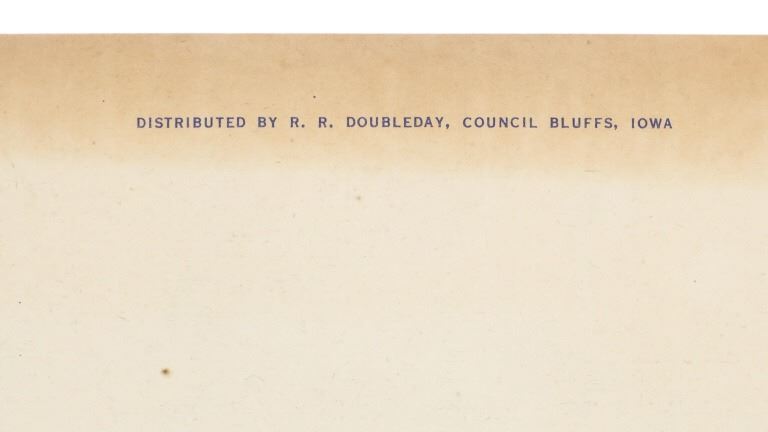 DISTRIBUTED BY R. R. DOUBLEDAY, COUNCIL BLUFFS, IOWA